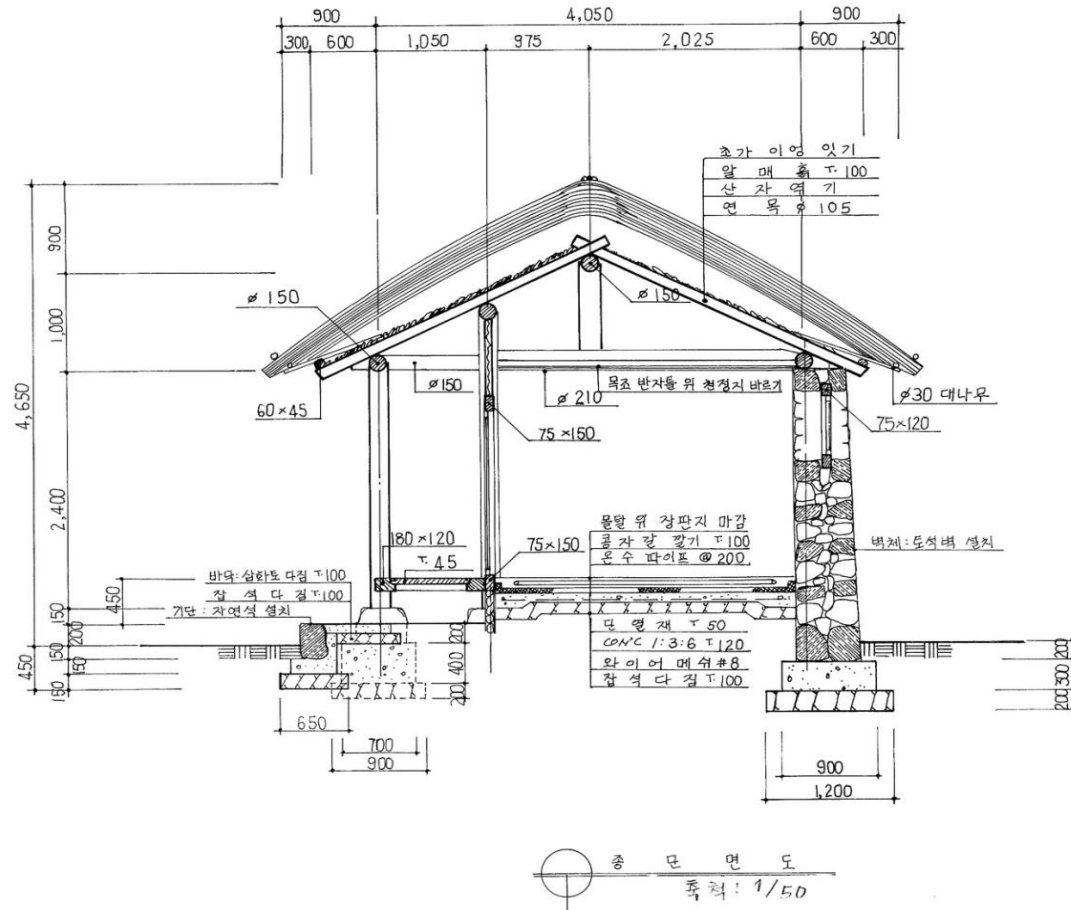 900 4,050 900
300 600 1,050 975 2,025 600 300
초가 이엉 잇기
알 매 흙 T.100
산 자 엮 기
연 목 ø 105
900
1,000
2,400
150
200
4,650
450
150
150
150
ø 150
ø 150
ø 150
ø 210
목조 반자틀 위 천정지 바르기
ø30 대나무
60×45
75×150
75×120
몰탈 위 장판지 마감
콩 자 갈 깔기 T.100
온 수 파이프 @ 200
180×120
T. 45
75×150
벽체:토석벽 설치
바닥:삼화토 다짐 T.100
잡 석 다 짐 T.100
기단 : 자연석 설치
450
단 열 재 T 50
CON'C 1:3:6 T.120
와 이 어 메 쉬 #8
잡 석 다 짐 T.100
200
400
200
200
300
200
650
700
900
900
1,200
종 단 면 도
축척: 1/50